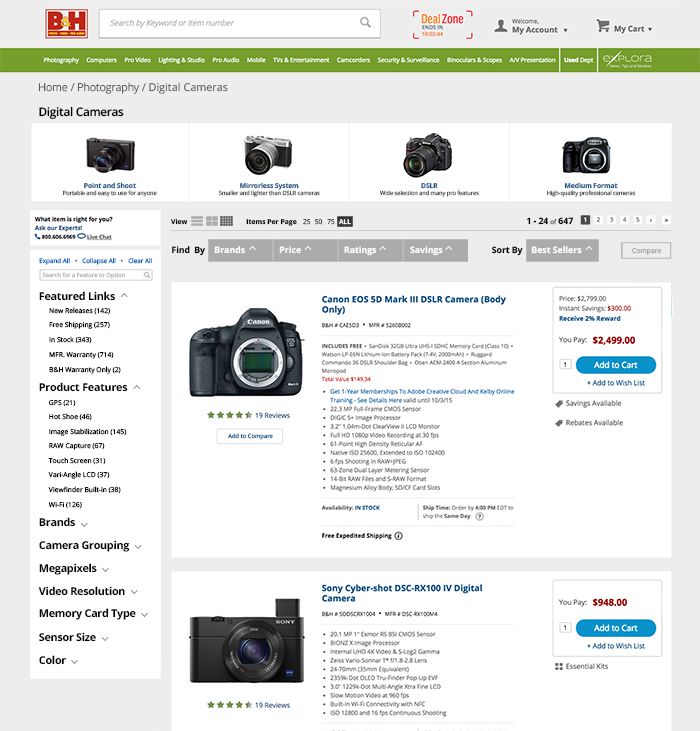 B&H
PHOTO · VIDEO · PRO AUDIO
Search by Keyword or Item number
DealZone
ENDS IN
18:02:44
Welcome,
My Account
My Cart
Photography Computers Pro Video Lighting & Studio Pro Audio Mobile TVs & Entertainment Camcorders Security & Surveillance Binoculars & Scopes A/V Presentation Used Dept explora
News, Tips and Reviews
Home / Photography / Digital Cameras
Digital Cameras
Point and Shoot
Portable and easy to use for anyone
Mirrorless System
Smaller and lighter than DSLR cameras
DSLR
Wide selection and many pro features
Medium Format
High-quality professional cameras
What item is right for you?
Ask our Experts!
800.606.6969 Live Chat
View Items Per Page 25 50 75 ALL
1 - 24 of 647 1 2 3 4 5 › »
Find By Brands Price Ratings Savings Sort By Best Sellers Compare
Expand All • Collapse All • Clear All
Search for a Feature or Option
Featured Links
New Releases (142)
Free Shipping (257)
In Stock (343)
MFR. Warranty (714)
B&H Warranty Only (2)
Product Features
GPS (21)
Hot Shoe (46)
Image Stabilization (145)
RAW Capture (67)
Touch Screen (31)
Vari-Angle LCD (37)
Viewfinder Built-in (38)
Wi-Fi (126)
Brands
Camera Grouping
Megapixels
Video Resolution
Memory Card Type
Sensor Size
Color
Canon
EOS
5D
Mark III
19 Reviews
Add to Compare
Canon EOS 5D Mark III DSLR Camera (Body
Only)
B&H # CAE5D3 • MFR # 5260B002
INCLUDES FREE • SanDisk 32GB Ultra UHS-I SDHC Memory Card (Class 10) •
Watson LP-E6N Lithium-Ion Battery Pack (7.4V, 2000mAh) • Ruggard
Commando 36 DSLR Shoulder Bag • Oben ACM-2400 4-Section Aluminum
Monopod
Total Value $149.34
• Get 1-Year Memberships To Adobe Creative Cloud And Kelby Online
Training - See Details Here valid until 10/3/15
• 22.3 MP Full-Frame CMOS Sensor
• DIGIC 5+ Image Processor
• 3.2" 1.04m-Dot ClearView II LCD Monitor
• Full HD 1080p Video Recording at 30 fps
• 61-Point High Density Reticular AF
• Native ISO 25600, Extended to ISO 102400
• 6 fps Shooting in RAW+JPEG
• 63-Zone Dual Layer Metering Sensor
• 14-Bit RAW Files and S-RAW Format
• Magnesium Alloy Body, SD/CF Card Slots
Availability: IN STOCK
Ship Time: Order by 4:00 PM EDT to
ship the Same Day ?
Free Expedited Shipping
Price: $2,799.00
Instant Savings: $300.00
Receive 2% Reward
You Pay: $2,499.00
1 Add to Cart
+ Add to Wish List
Savings Available
Rebates Available
SONY
ZEISS
19 Reviews
Sony Cyber-shot DSC-RX100 IV Digital
Camera
B&H # SODSCRX1004 • MFR # DSC-RX100M4
• 20.1 MP 1" Exmor RS BSI CMOS Sensor
• BIONZ X Image Processor
• Internal UHD 4K Video & S-Log2 Gamma
• Zeiss Vario-Sonnar T* f/1.8-2.8 Lens
• 24-70mm (35mm Equivalent)
• 2359k-Dot OLED Tru-Finder Pop-Up EVF
• 3.0" 1229k-Dot Multi-Angle Xtra Fine LCD
• Slow Motion Video at 960 fps
• Built-In Wi-Fi Connectivity with NFC
• ISO 12800 and 16 fps Continuous Shooting
You Pay: $948.00
1 Add to Cart
+ Add to Wish List
Essential Kits